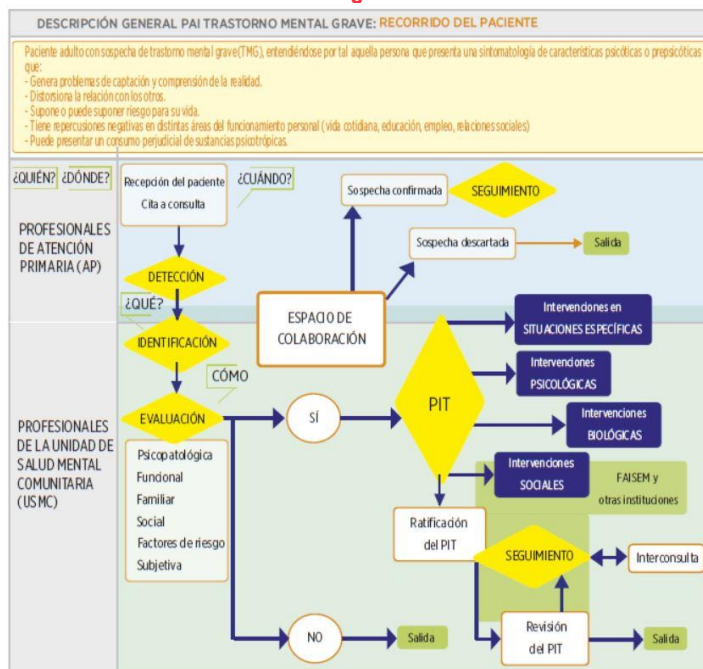 DESCRIPCIÓN GENERAL PAI TRASTORNO MENTAL GRAVE: RECORRIDO DEL PACIENTE
Paciente adulto con sospecha de trastorno mental grave (TMG), entendiéndose por tal aquella persona que presenta una sintomatología de características psicóticas o prepsicóticas
que:
- Genera problemas de captación y comprensión de la realidad.
- Distorsiona la relación con los otros.
- Supone o puede suponer riesgo para su vida.
- Tiene repercusiones negativas en distintas áreas del funcionamiento personal (vida cotidiana, educación, empleo, relaciones sociales)
- Puede presentar un consumo perjudicial de sustancias psicotrópicas.
¿QUIÉN? ¿DÓNDE?
Recepción del paciente
Cita a consulta
¿CUÁNDO?
Sospecha confirmada
SEGUIMIENTO
PROFESIONALES
DE ATENCIÓN
PRIMARIA (AP)
Sospecha descartada
Salida
DETECCIÓN
¿QUÉ?
ESPACIO DE
COLABORACIÓN
Intervenciones en
SITUACIONES ESPECÍFICAS
IDENTIFICACIÓN
CÓMO
Intervenciones
PSICOLÓGICAS
PROFESIONALES
DE LA UNIDAD DE
SALUD MENTAL
COMUNITARIA
(USMC)
EVALUACIÓN
SÍ
PIT
Intervenciones
BIOLÓGICAS
Psicopatológica
Funcional
Familiar
Social
Factores de riesgo
Subjetiva
Intervenciones
SOCIALES
FAISEM y
otras instituciones
Ratificación
del PIT
SEGUIMIENTO
Interconsulta
NO
Salida
Revisión
del PIT
Salida